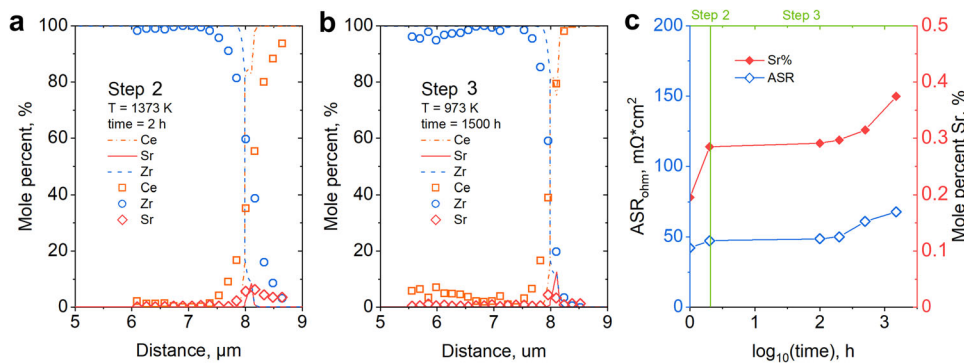 a
100
80
60
40
20
0
Mole percent, %
Step 2
T = 1373 K
time = 2 h
Ce
Sr
Zr
Ce
Zr
Sr
5 6 7 8 9
Distance, μm
b
100
80
60
40
20
0
Mole percent, %
Step 3
T = 973 K
time = 1500 h
Ce
Sr
Zr
Ce
Zr
Sr
5 6 7 8 9
Distance, um
c
Step 2 Step 3
200
150
100
50
0
ASRohm, mΩ*cm2
Sr%
ASR
0.5
0.4
0.3
0.2
0.1
0
Mole percent Sr, %
0 1 2 3
log10(time), h